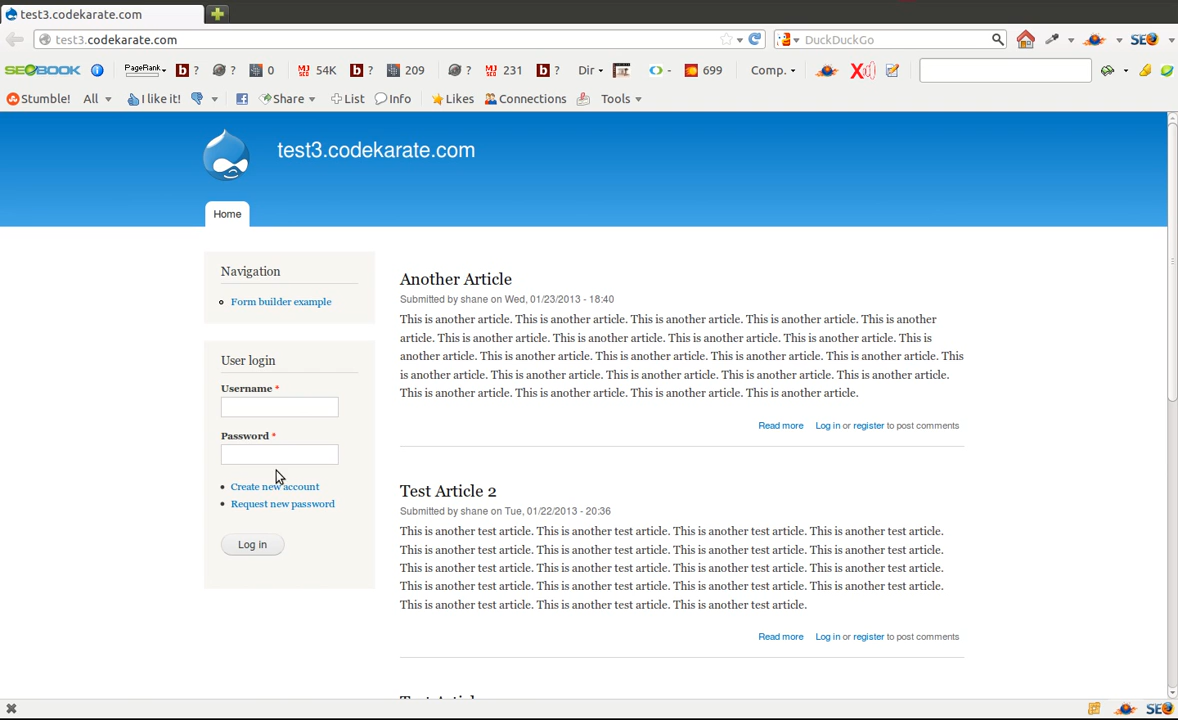 test3.codekarate.com
test3.codekarate.com
DuckDuckGo
SEOBOOK PageRank ? ? 0 MJ SEO 54K ? 209 ? MJ SEO 231 ? Dir 699 Comp. X
SEO
Stumble! All I like it! Share List Info Likes Connections Tools
test3.codekarate.com
Home
Navigation
Form builder example
User login
Username *
Password *
Create new account
Request new password
Log in
Another Article
Submitted by shane on Wed, 01/23/2013 - 18:40
This is another article. This is another article. This is another article. This is another article. This is another
article. This is another article. This is another article. This is another article. This is another article. This is
another article. This is another article. This is another article. This is another article. This is another article. This
is another article. This is another article. This is another article. This is another article. This is another article.
This is another article. This is another article. This is another article. This is another article.
Read more Log in or register to post comments
Test Article 2
Submitted by shane on Tue, 01/22/2013 - 20:36
This is another test article. This is another test article. This is another test article. This is another test article.
This is another test article. This is another test article. This is another test article. This is another test article.
This is another test article. This is another test article. This is another test article. This is another test article.
This is another test article. This is another test article. This is another test article. This is another test article.
This is another test article. This is another test article. This is another test article.
Read more Log in or register to post comments
SEO